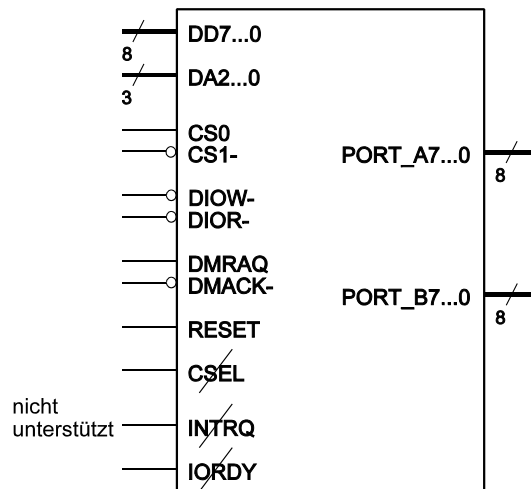 DD7...0
8
DA2...0
3
CS0
CS1-
PORT_A7...0
8
DIOW-
DIOR-
DMRAQ
DMACK-
PORT_B7...0
8
RESET
CSEL
nicht
unterstützt
INTRQ
IORDY